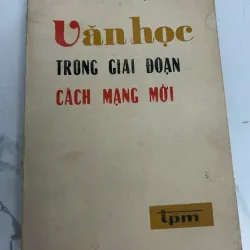 Văn học
TRONG GIAI ĐOẠN
CÁCH MẠNG MỚI
tpm